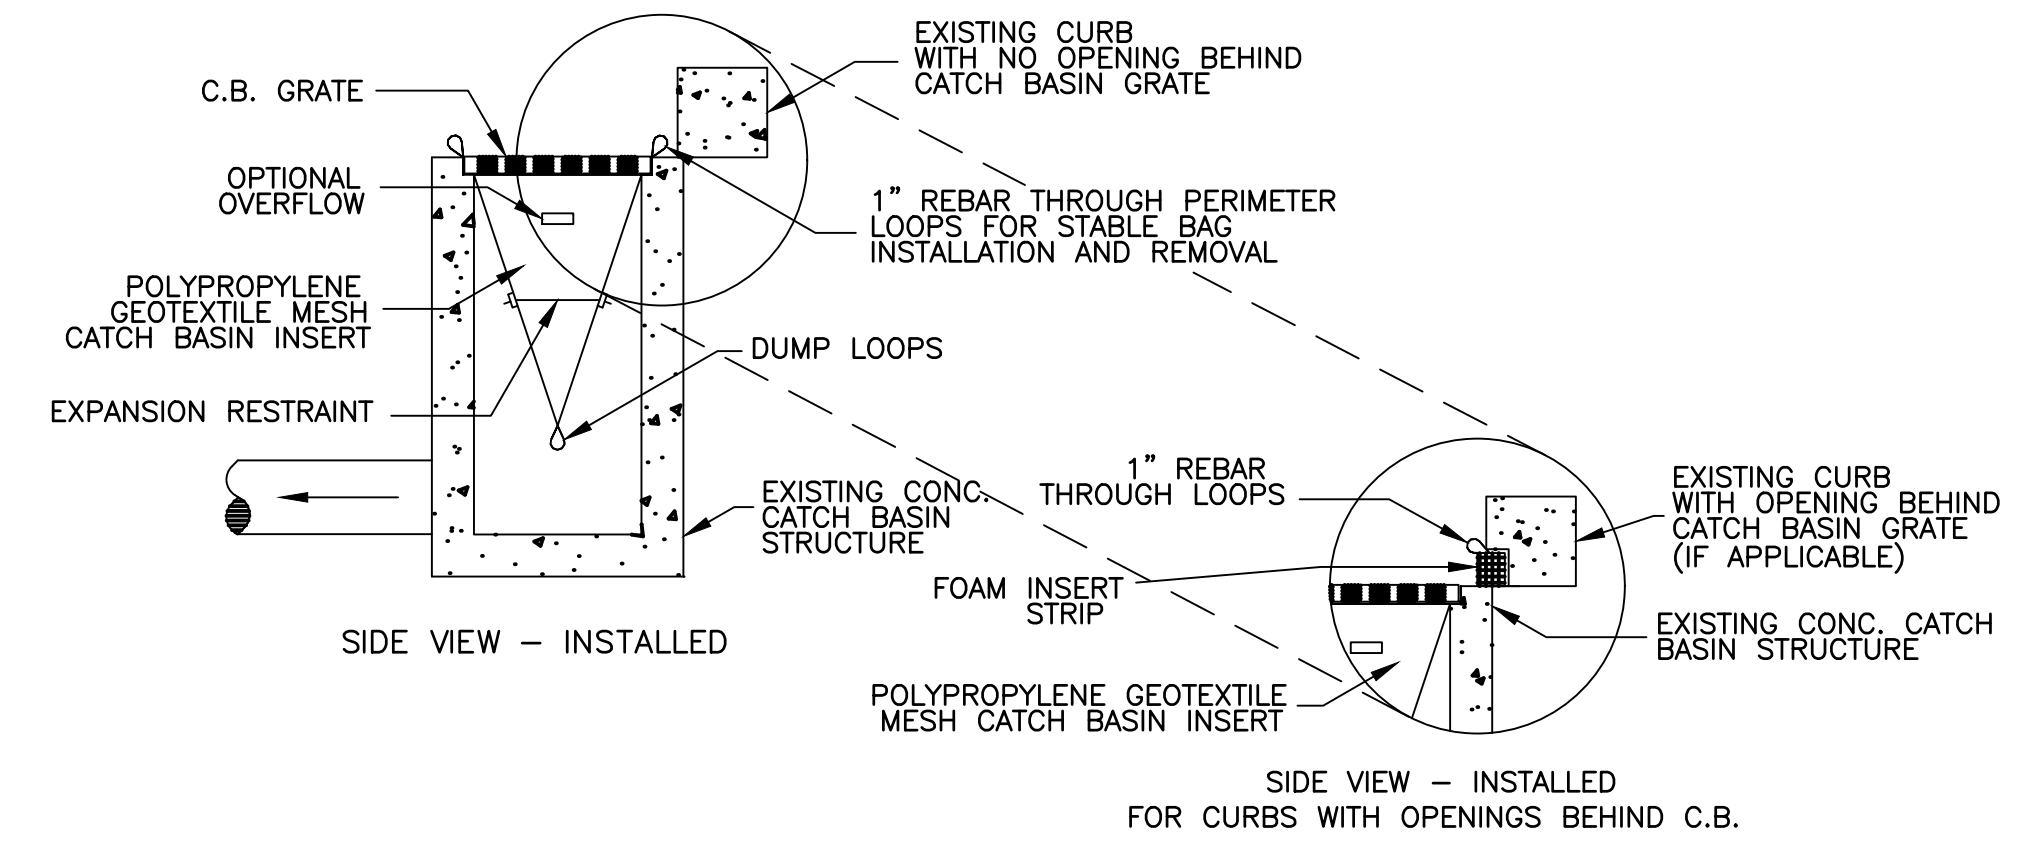 EXISTING CURB
WITH NO OPENING BEHIND
CATCH BASIN GRATE
C.B. GRATE
OPTIONAL
OVERFLOW
1" REBAR THROUGH PERIMETER
LOOPS FOR STABLE BAG
INSTALLATION AND REMOVAL
POLYPROPYLENE
GEOTEXTILE MESH
CATCH BASIN INSERT
DUMP LOOPS
EXPANSION RESTRAINT
EXISTING CONC.
CATCH BASIN
STRUCTURE
SIDE VIEW – INSTALLED
1" REBAR
THROUGH LOOPS
EXISTING CURB
WITH OPENING BEHIND
CATCH BASIN GRATE
(IF APPLICABLE)
FOAM INSERT
STRIP
EXISTING CONC. CATCH
BASIN STRUCTURE
POLYPROPYLENE GEOTEXTILE
MESH CATCH BASIN INSERT
SIDE VIEW – INSTALLED
FOR CURBS WITH OPENINGS BEHIND C.B.